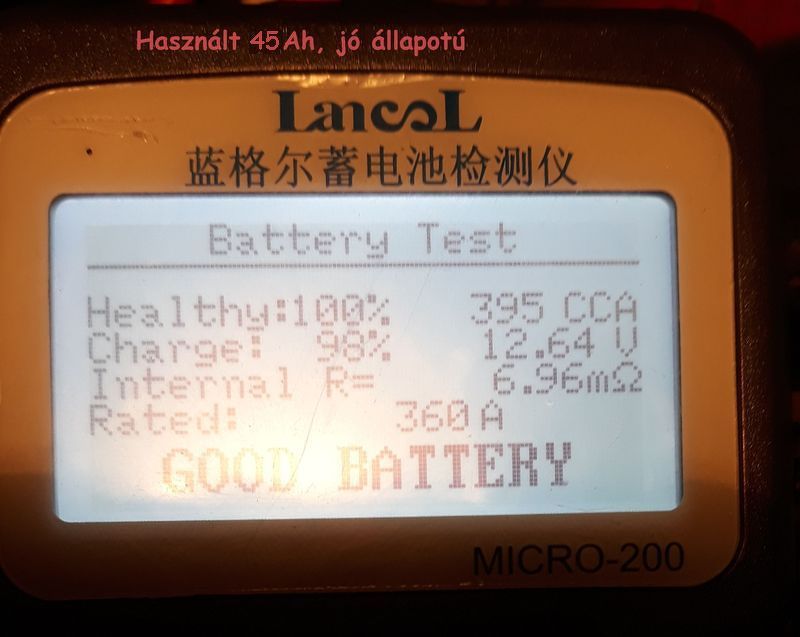 Használt 45Ah, jó állapotú
LancoL
蓝格尔蓄电池检测仪
Battery Test
Healthy:100% 395 CCA
Charge: 98% 12.64 V
Internal R= 6.96mΩ
Rated: 360A
GOOD BATTERY
MICRO-200